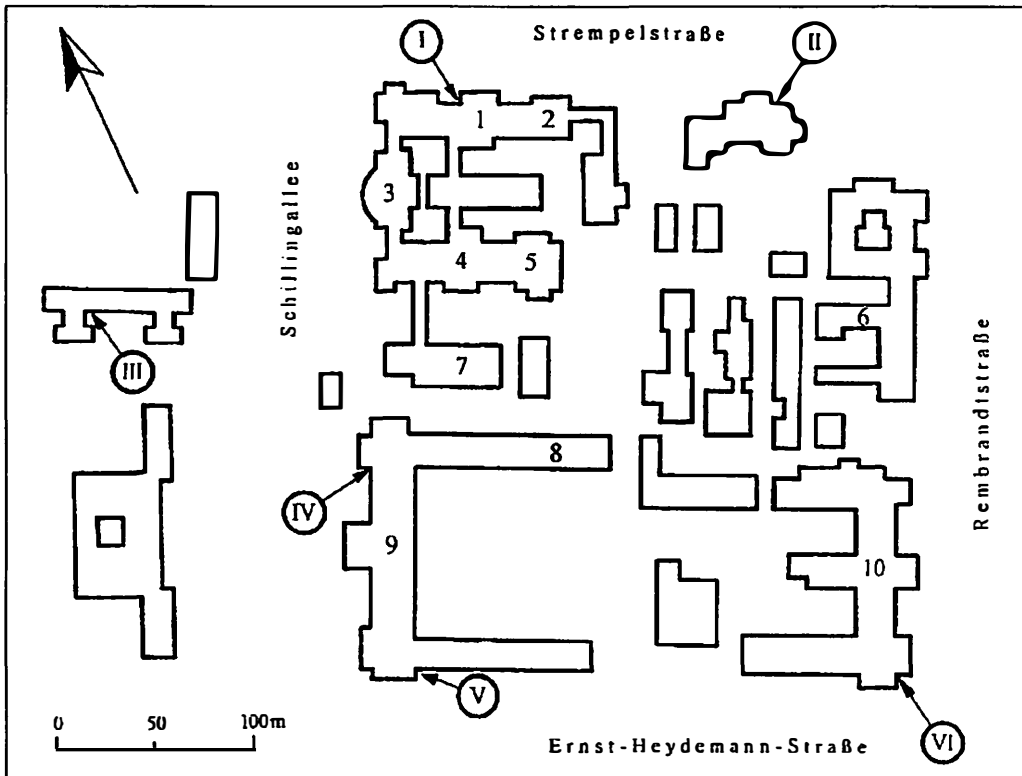 I
Strempelstraße
II
1
2
3
Schillingallee
4
5
6
III
7
Rembrandtstraße
8
IV
9
10
V
VI
0 50 100m
Ernst-Heydemann-Straße